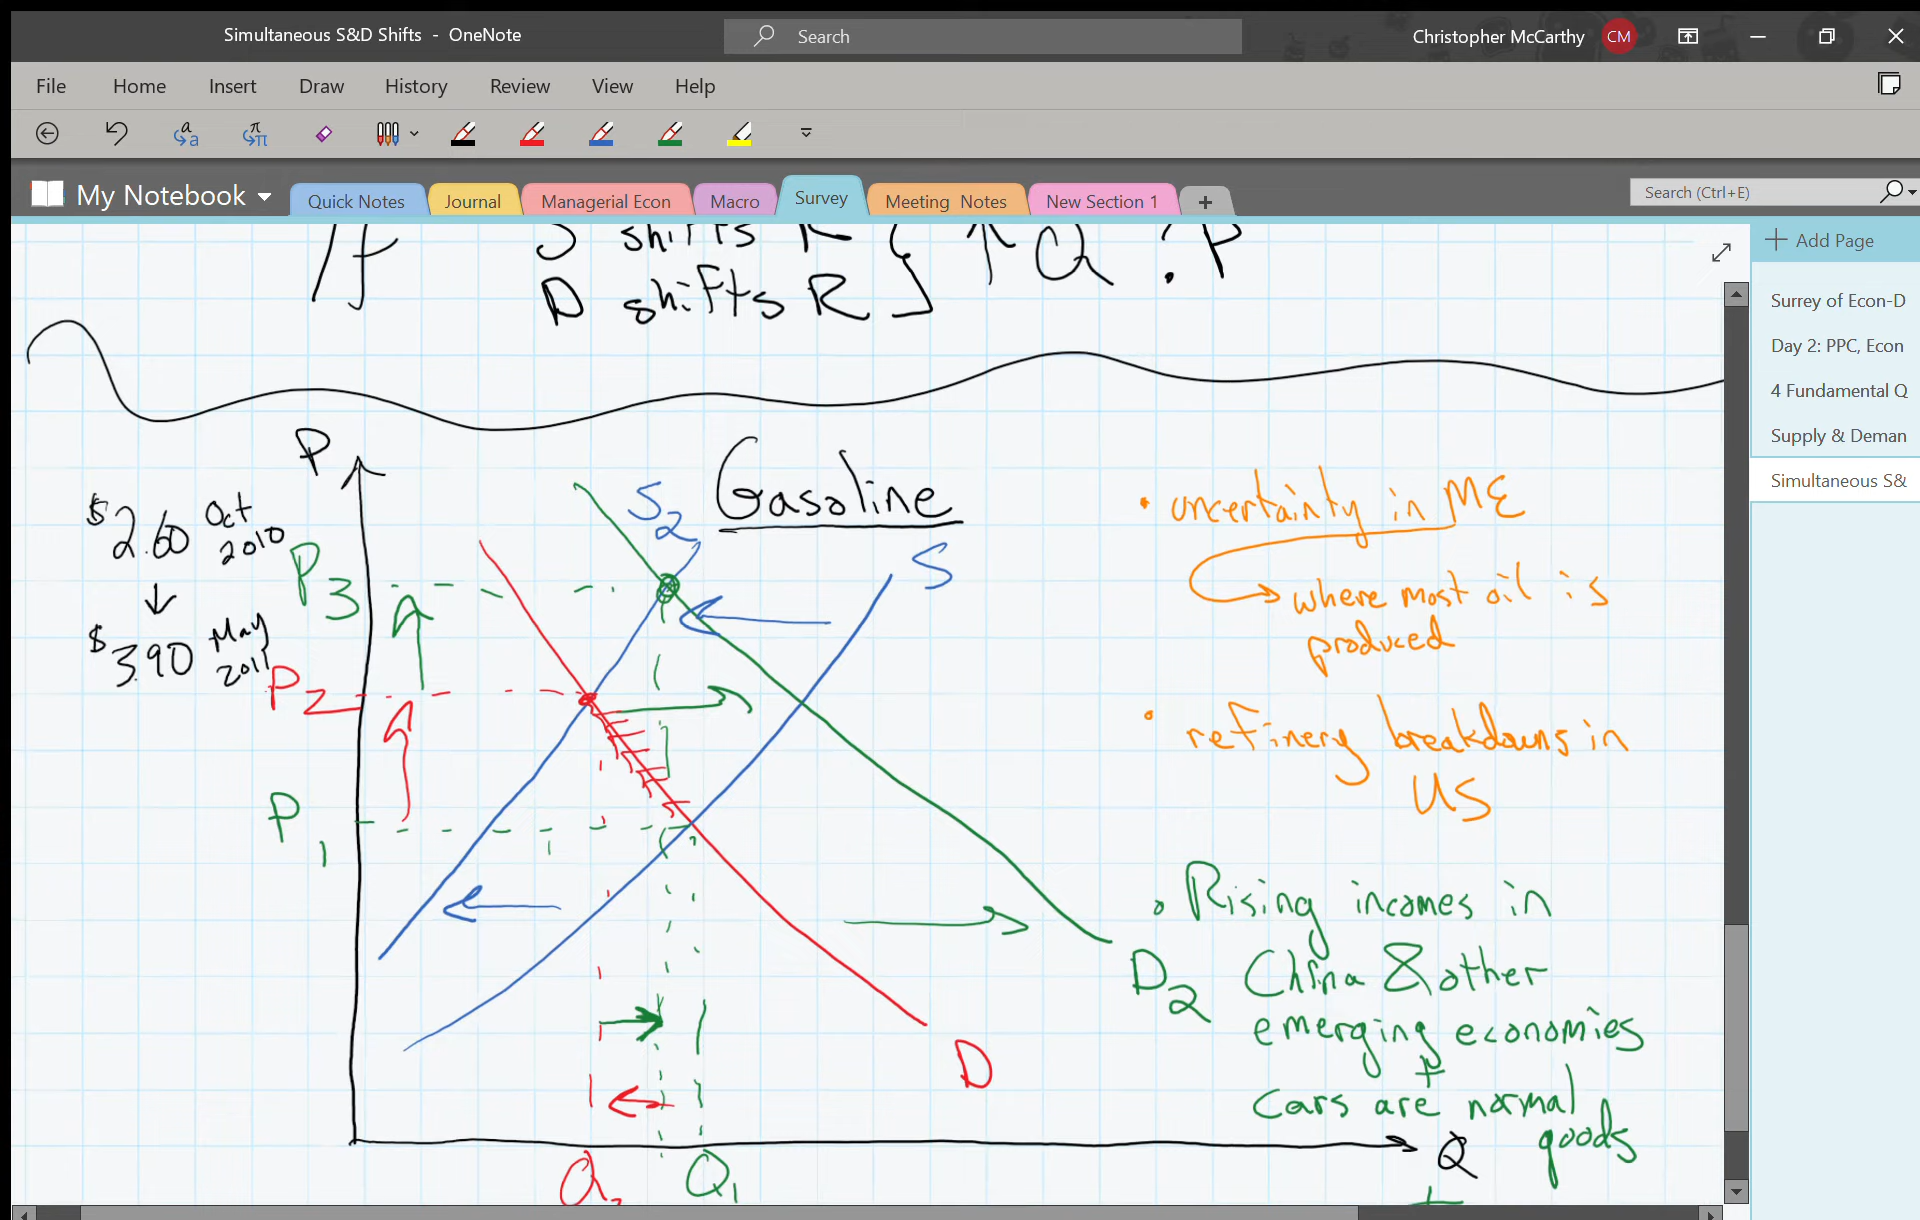 Simultaneous S&D Shifts - OneNote
Search
Christopher McCarthy
CM
File Home Insert Draw History Review View Help
My Notebook
Quick Notes
Journal
Managerial Econ
Macro
Survey
Meeting Notes
New Section 1
+
Search (Ctrl+E)
Add Page
Surrey of Econ-D
Day 2: PPC, Econ
4 Fundamental Q
Supply & Deman
Simultaneous S&
If S shifts R } ↑Q ?P
D shifts R
P
Gasoline
$2.60 Oct 2010
↓
$3.90 May 2011
S2
S
P3
P2
P1
D
D2
Q2
Q1
Q
• uncertainty in ME
→ where most oil is
produced
• refinery breakdowns in
US
• Rising incomes in
China & other
emerging economies
+
cars are normal
goods
+